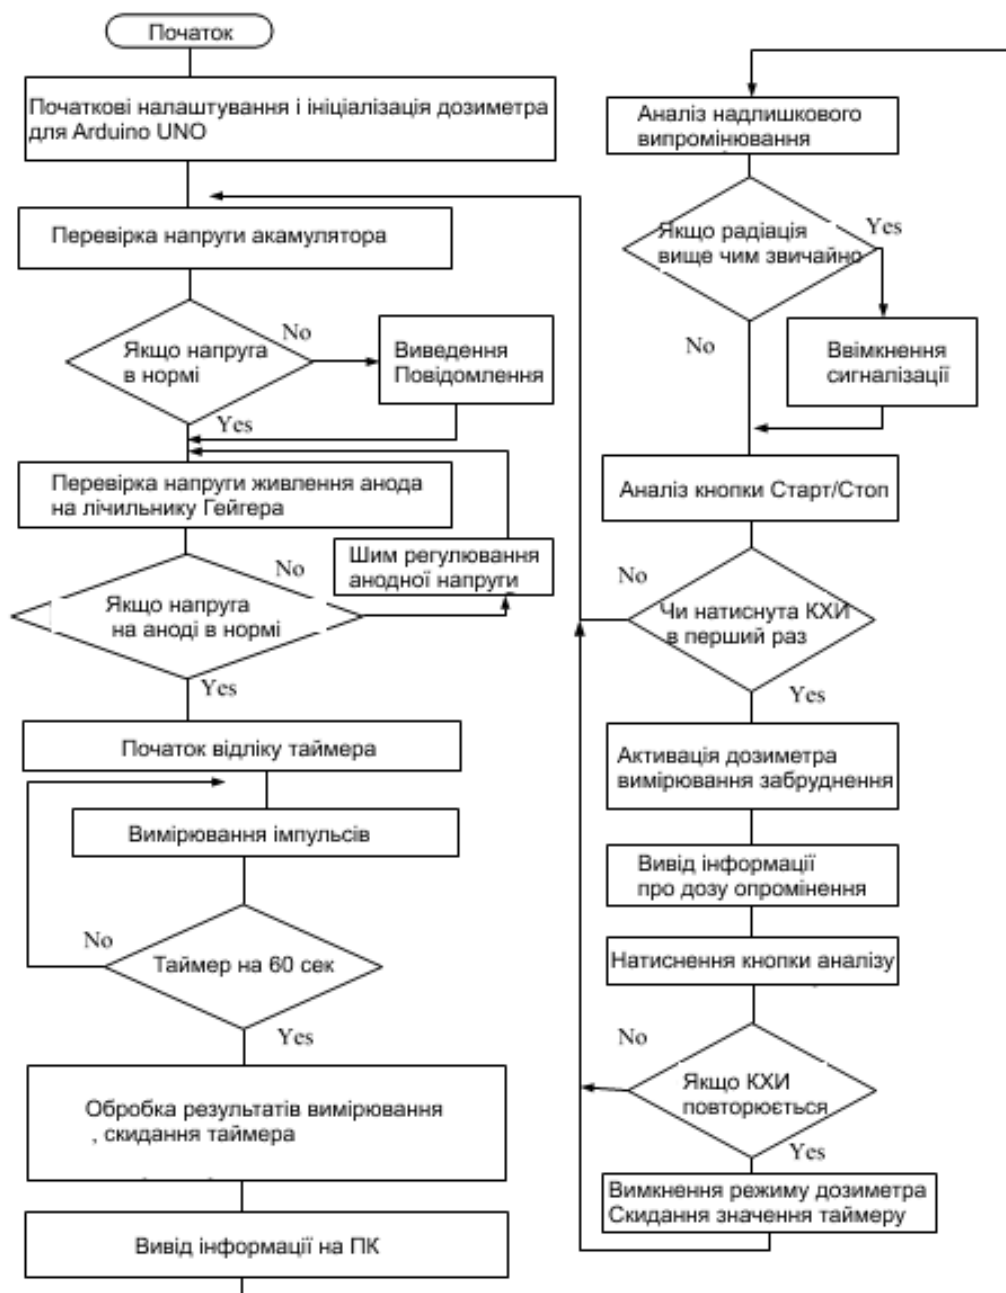 Початок
Початкові налаштування і ініціалізація дозиметра
для Arduino UNO
Перевірка напруги акамулятора
Якщо напруга
в нормі
No
Виведення
Повідомлення
Yes
Перевірка напруги живлення анода
на лічильнику Гейгера
Шим регулювання
анодної напруги
No
Якщо напруга
на аноді в нормі
Yes
Початок відліку таймера
Вимірювання імпульсів
No
Таймер на 60 сек
Yes
Обробка результатів вимірювання
, скидання таймера
Вивід інформації на ПК
Аналіз надлишкового
випромінювання
Якщо радіація
вище чим звичайно
Yes
No
Ввімкнення
сигналізації
Аналіз кнопки Старт/Стоп
No
Чи натиснута КХИ
в перший раз
Yes
Активація дозиметра
вимірювання забруднення
Вивід інформації
про дозу опромінення
Натиснення кнопки аналізу
No
Якщо КХИ
повторюється
Yes
Вимкнення режиму дозиметра
Скидання значення таймеру